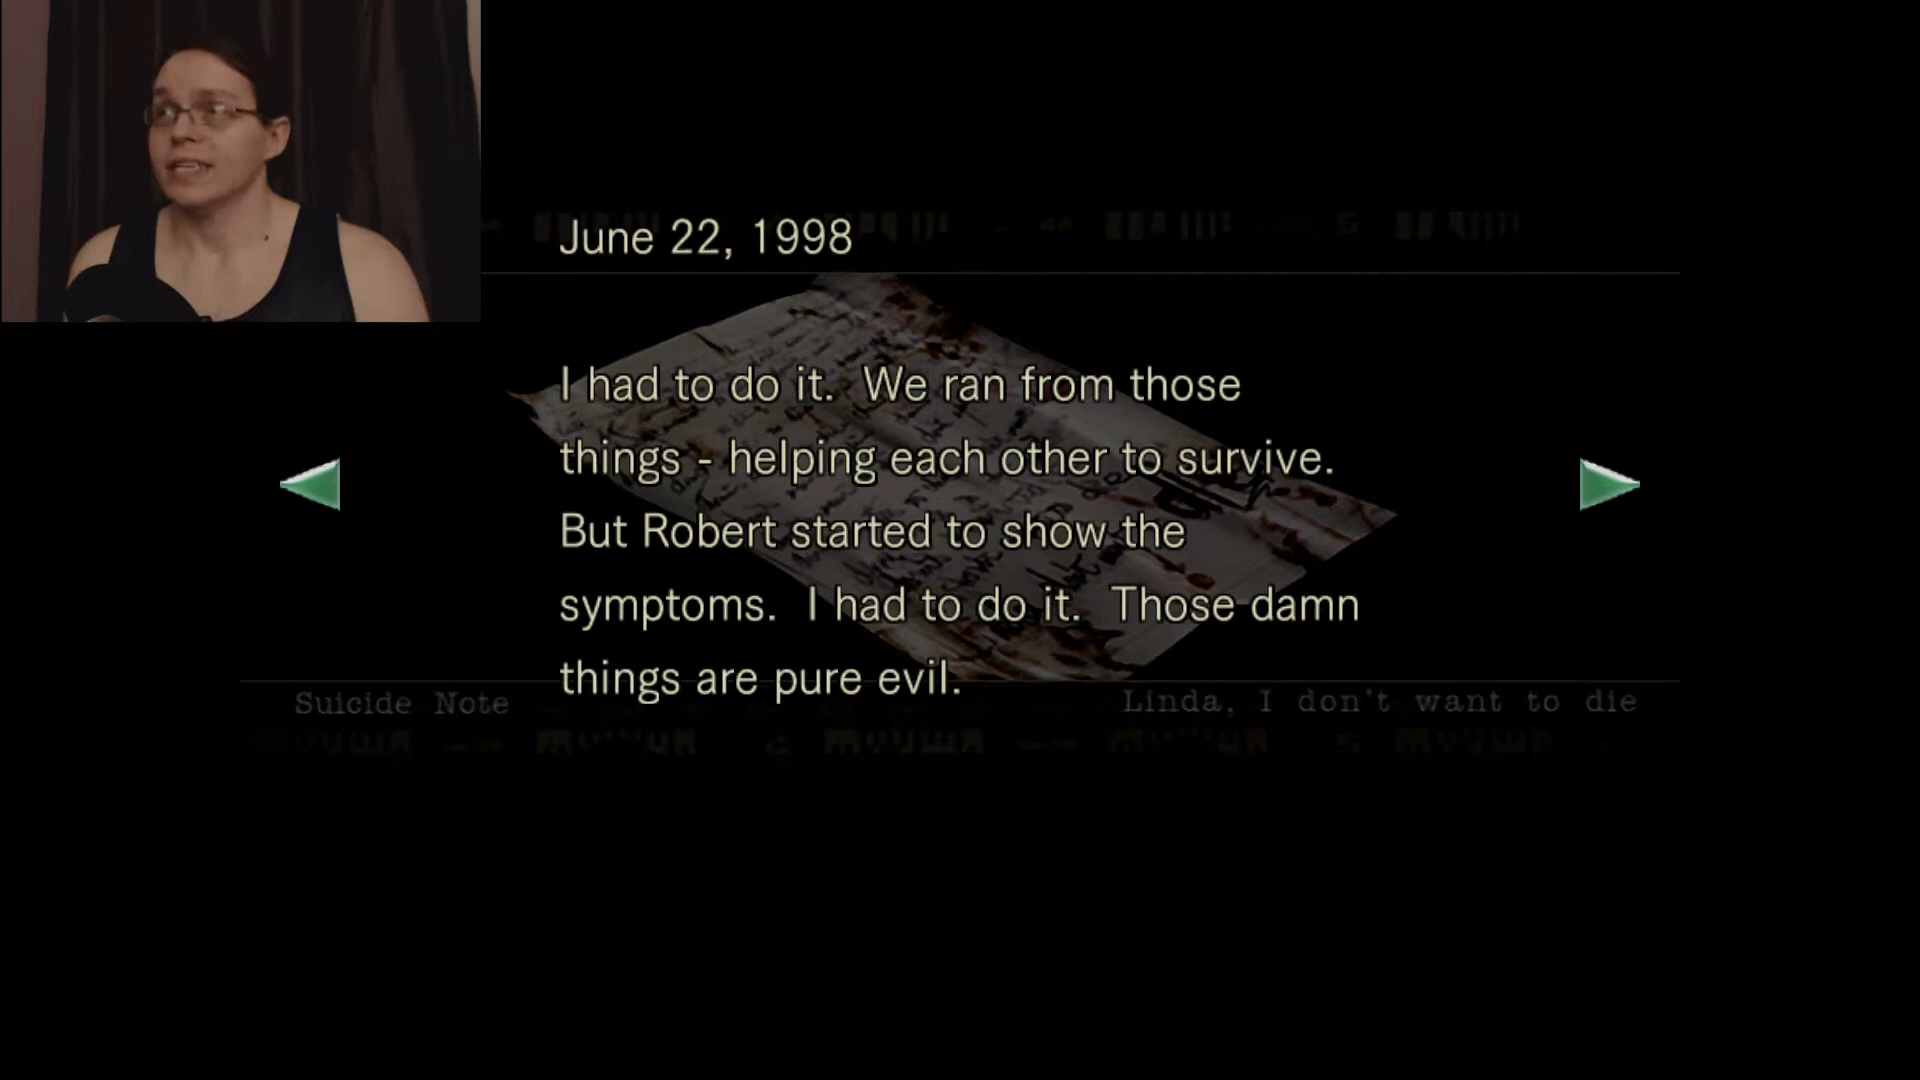 June 22, 1998
I had to do it. We ran from those
things - helping each other to survive.
But Robert started to show the
symptoms. I had to do it. Those damn
things are pure evil.
Suicide Note
Linda, I don't want to die